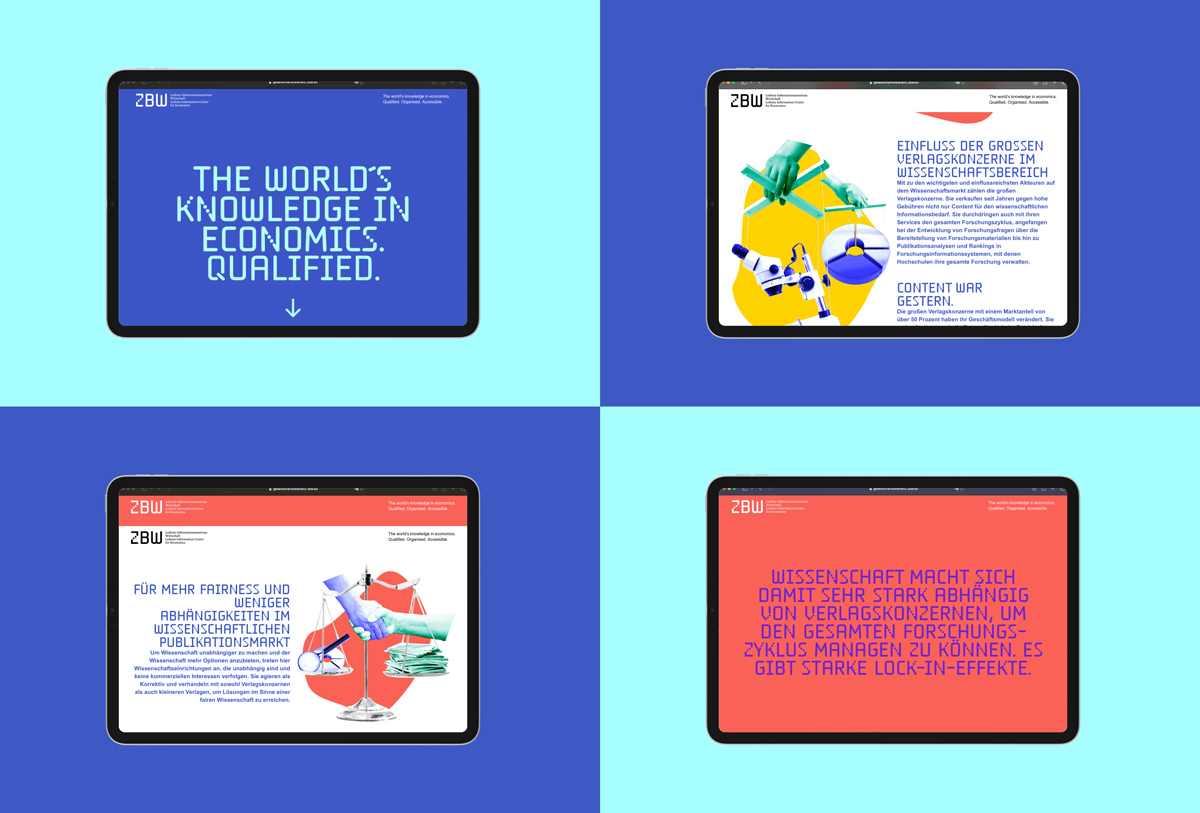 ZBW
Leibniz-Informationszentrum
Wirtschaft
Leibniz Information Centre
for Economics
The world's knowledge in economics.
Qualified. Organised. Accessible.
THE WORLD'S
KNOWLEDGE IN
ECONOMICS.
QUALIFIED.
ZBW
Leibniz-Informationszentrum
Wirtschaft
Leibniz Information Centre
for Economics
The world's knowledge in economics.
Qualified. Organised. Accessible.
EINFLUSS DER GROSSEN
VERLAGSKONZERNE IM
WISSENSCHAFTSBEREICH
Mit zu den wichtigsten und einflussreichsten Akteuren auf
dem Wissenschaftsmarkt zählen die großen
Verlagskonzerne. Sie verkaufen seit Jahren gegen hohe
Gebühren nicht nur Content für den wissenschaftlichen
Informationsbedarf. Sie durchdringen auch mit ihren
Services den gesamten Forschungszyklus, angefangen
bei der Entwicklung von Forschungsfragen über die
Bereitstellung von Forschungsmaterialien bis hin zu
Publikationsanalysen und Rankings in
Forschungsinformationssystemen, mit denen
Hochschulen ihre gesamte Forschung verwalten.
CONTENT WAR
GESTERN.
Die großen Verlagskonzerne mit einem Marktanteil von
über 50 Prozent haben ihr Geschäftsmodell verändert. Sie
ZBW
Leibniz-Informationszentrum
Wirtschaft
Leibniz Information Centre
for Economics
The world's knowledge in economics.
Qualified. Organised. Accessible.
ZBW
Leibniz-Informationszentrum
Wirtschaft
Leibniz Information Centre
for Economics
The world's knowledge in economics.
Qualified. Organised. Accessible.
FÜR MEHR FAIRNESS UND
WENIGER
ABHÄNGIGKEITEN IM
WISSENSCHAFTLICHEN
PUBLIKATIONSMARKT
Um Wissenschaft unabhängiger zu machen und der
Wissenschaft mehr Optionen anzubieten, treten hier
Wissenschaftseinrichtungen an, die unabhängig sind und
keine kommerziellen Interessen verfolgen. Sie agieren als
Korrektiv und verhandeln mit sowohl Verlagskonzernen
als auch kleineren Verlagen, um Lösungen im Sinne einer
fairen Wissenschaft zu erreichen.
ZBW
Leibniz-Informationszentrum
Wirtschaft
Leibniz Information Centre
for Economics
The world's knowledge in economics.
Qualified. Organised. Accessible.
WISSENSCHAFT MACHT SICH
DAMIT SEHR STARK ABHÄNGIG
VON VERLAGSKONZERNEN, UM
DEN GESAMTEN FORSCHUNGS-
ZYKLUS MANAGEN ZU KÖNNEN. ES
GIBT STARKE LOCK-IN-EFFEKTE.